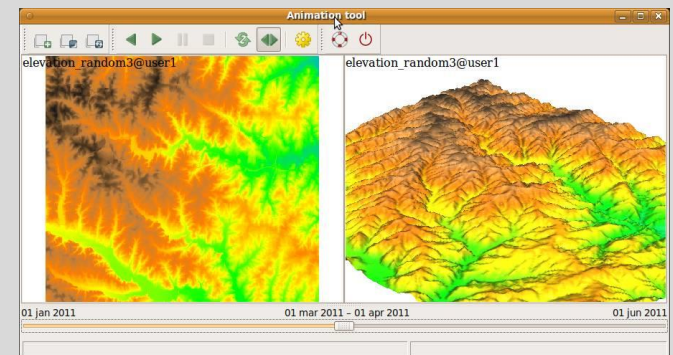 Animation tool
elevation_random3@user1
elevation_random3@user1
01 jan 2011
01 mar 2011 – 01 apr 2011
01 jun 2011